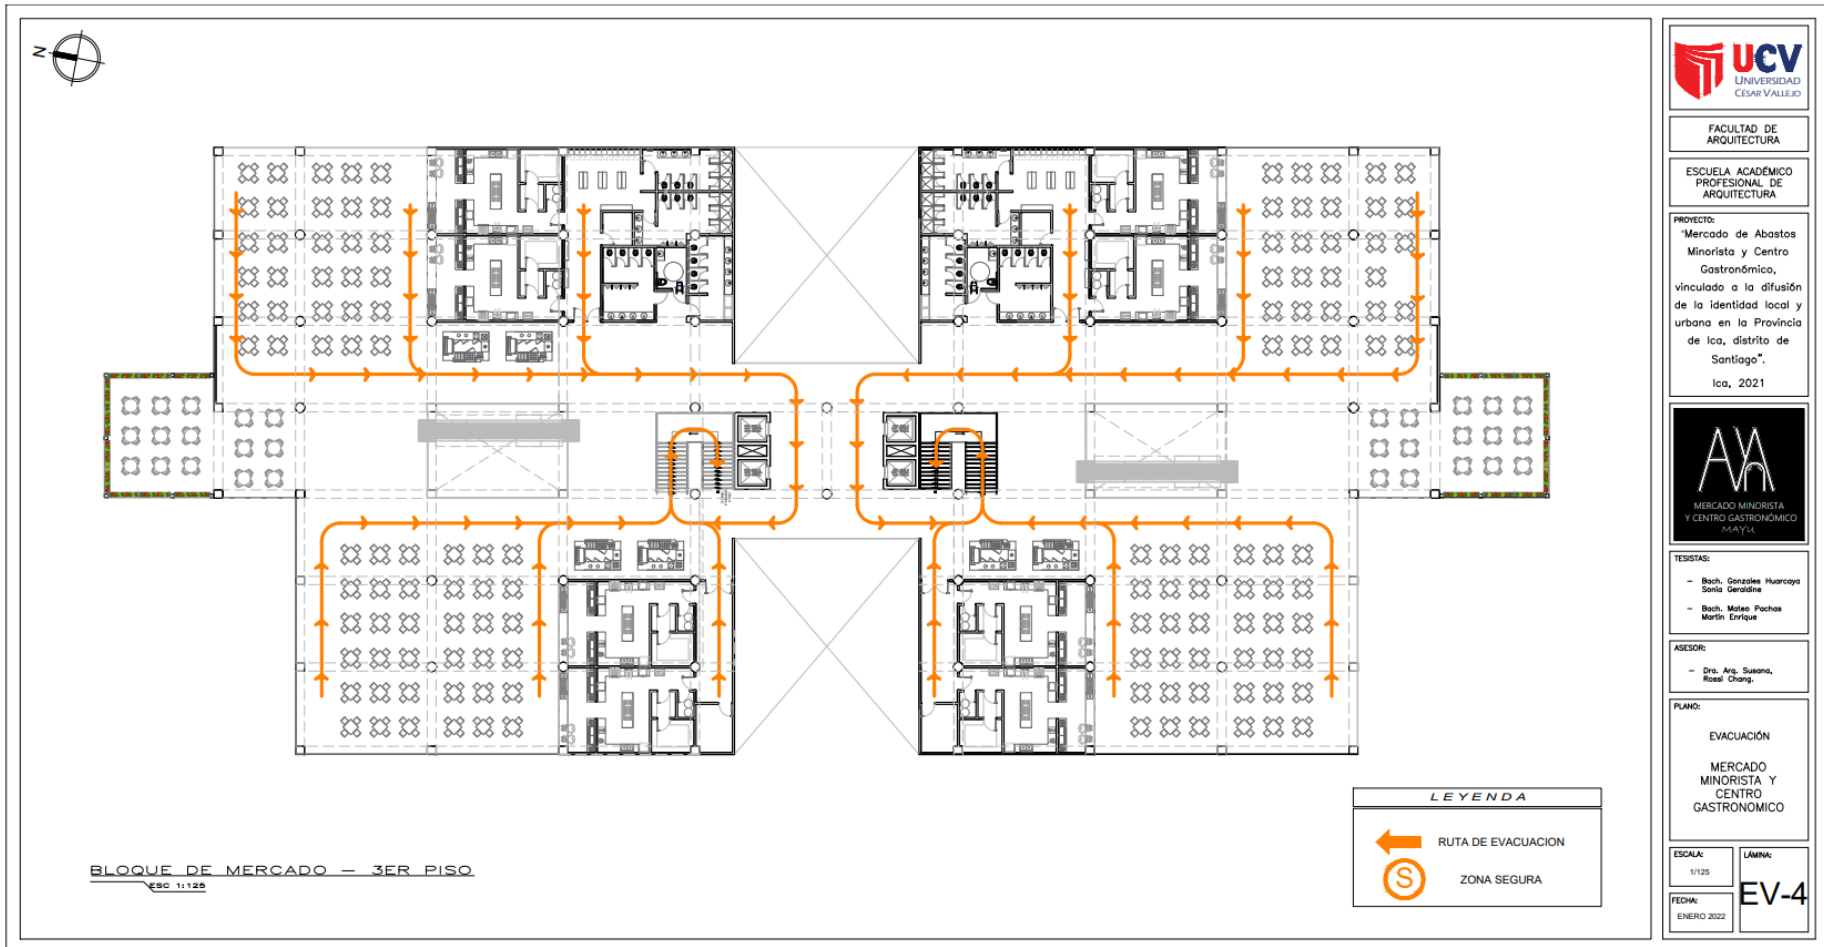 N
UCV
UNIVERSIDAD
CÉSAR VALLEJO
FACULTAD DE
ARQUITECTURA
ESCUELA ACADÉMICO
PROFESIONAL DE
ARQUITECTURA
PROYECTO:
"Mercado de Abastos
Minorista y Centro
Gastronómico,
vinculado a la difusión
de la identidad local y
urbana en la Provincia
de Ica, distrito de
Santiago".
Ica, 2021
MERCADO MINORISTA
Y CENTRO GASTRONÓMICO
MAYU
TESISTAS:
- Bach. Gonzales Huarcaya
Sonia Geraldine
- Bach. Mateo Pachas
Martin Enrique
ASESOR:
- Dra. Arq. Susana,
Rossi Chang.
PLANO:
EVACUACIÓN
MERCADO
MINORISTA Y
CENTRO
GASTRONOMICO
ESCALA:
1/125
LÁMINA:
EV-4
FECHA:
ENERO 2022
LEYENDA
RUTA DE EVACUACION
S
ZONA SEGURA
BLOQUE DE MERCADO – 3ER PISO
ESC 1:125